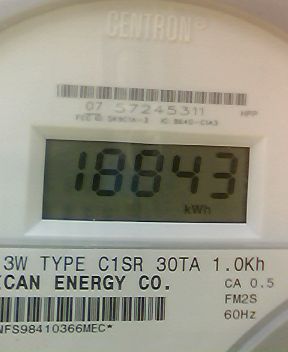 CENTRON®
07 57245311 HPP
18843
kWh
3W TYPE C1SR 30TA 1.0Kh
ICAN ENERGY CO. CA 0.5
FM2S
NFS98410366MEC* 60Hz